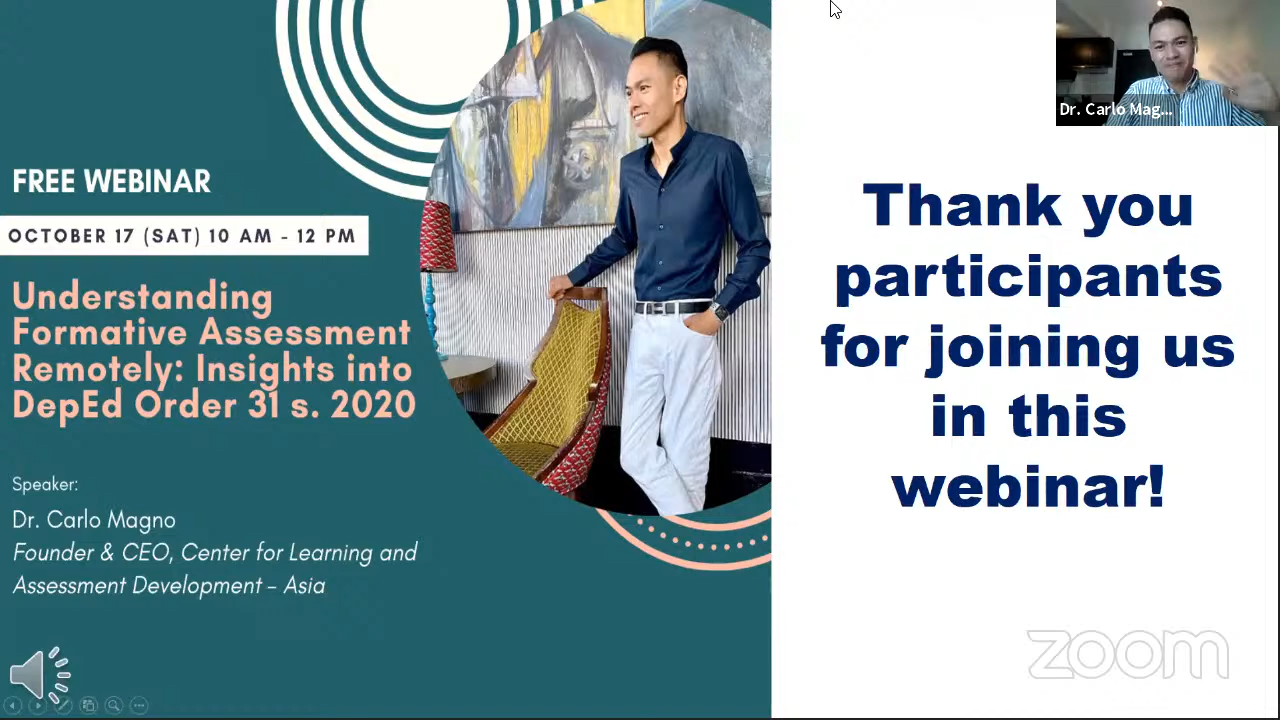 FREE WEBINAR
OCTOBER 17 (SAT) 10 AM - 12 PM
Understanding
Formative Assessment
Remotely: Insights into
DepEd Order 31 s. 2020
Speaker:
Dr. Carlo Magno
Founder & CEO, Center for Learning and
Assessment Development – Asia
Dr. Carlo Mag...
Thank you
participants
for joining us
in this
webinar!
zoom